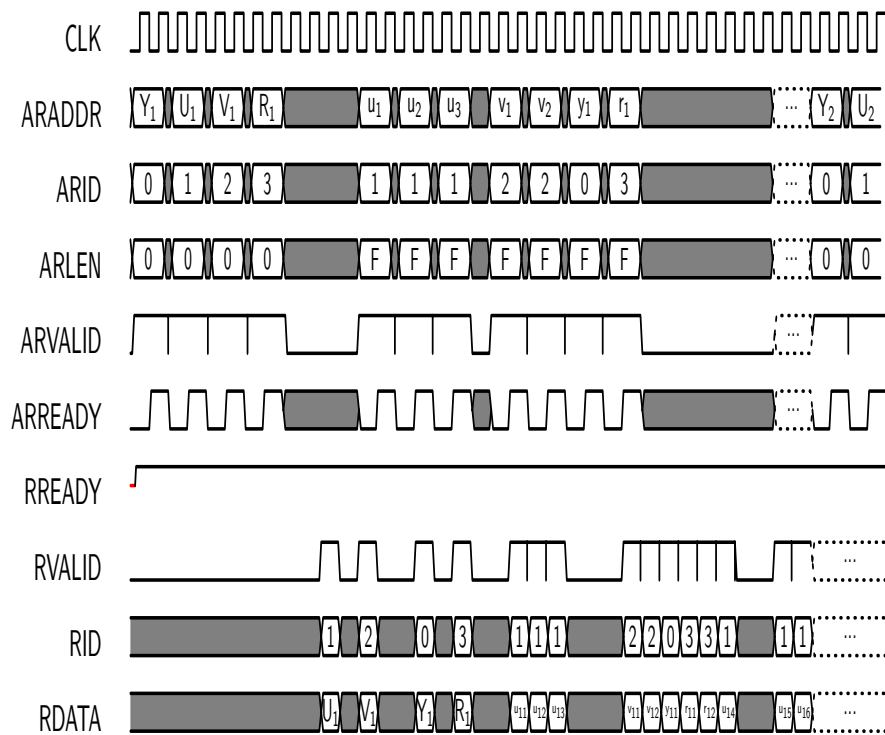 CLK
ARADDR Y₁ U₁ V₁ R₁ u₁ u₂ u₃ v₁ v₂ y₁ r₁ ... Y₂ U₂
ARID 0 1 2 3 1 1 1 2 2 0 3 ... 0 1
ARLEN 0 0 0 0 F F F F F F F ... 0 0
ARVALID ...
ARREADY ...
RREADY
RVALID ...
RID 1 2 0 3 1 1 1 2 2 0 3 3 1 1 1 ...
RDATA U₁ V₁ Y₁ R₁ u₁₁ u₁₂ u₁₃ v₁₁ v₁₂ y₁₁ r₁₁ r₁₂ u₁₄ u₁₅ u₁₆ ...